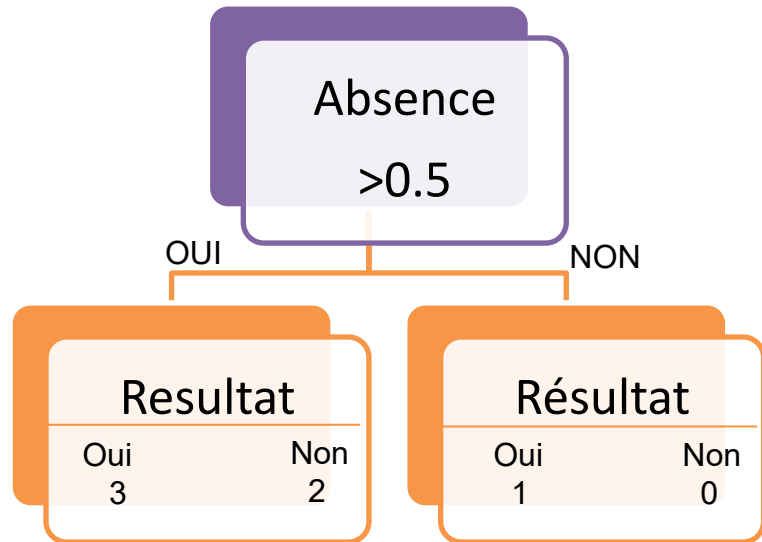 Absence
>0.5
OUI
NON
Resultat
Oui Non
3 2
Résultat
Oui Non
1 0